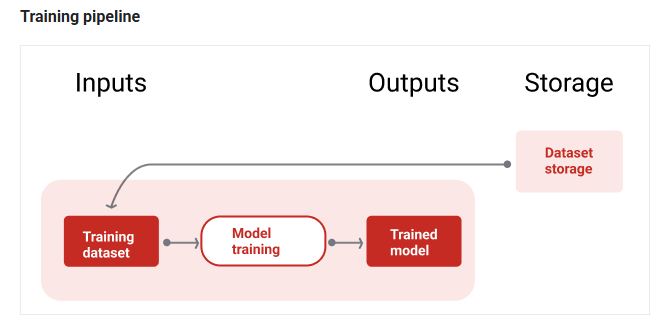 Training pipeline
Inputs
Outputs
Storage
Dataset
storage
Training
dataset
Model
training
Trained
model